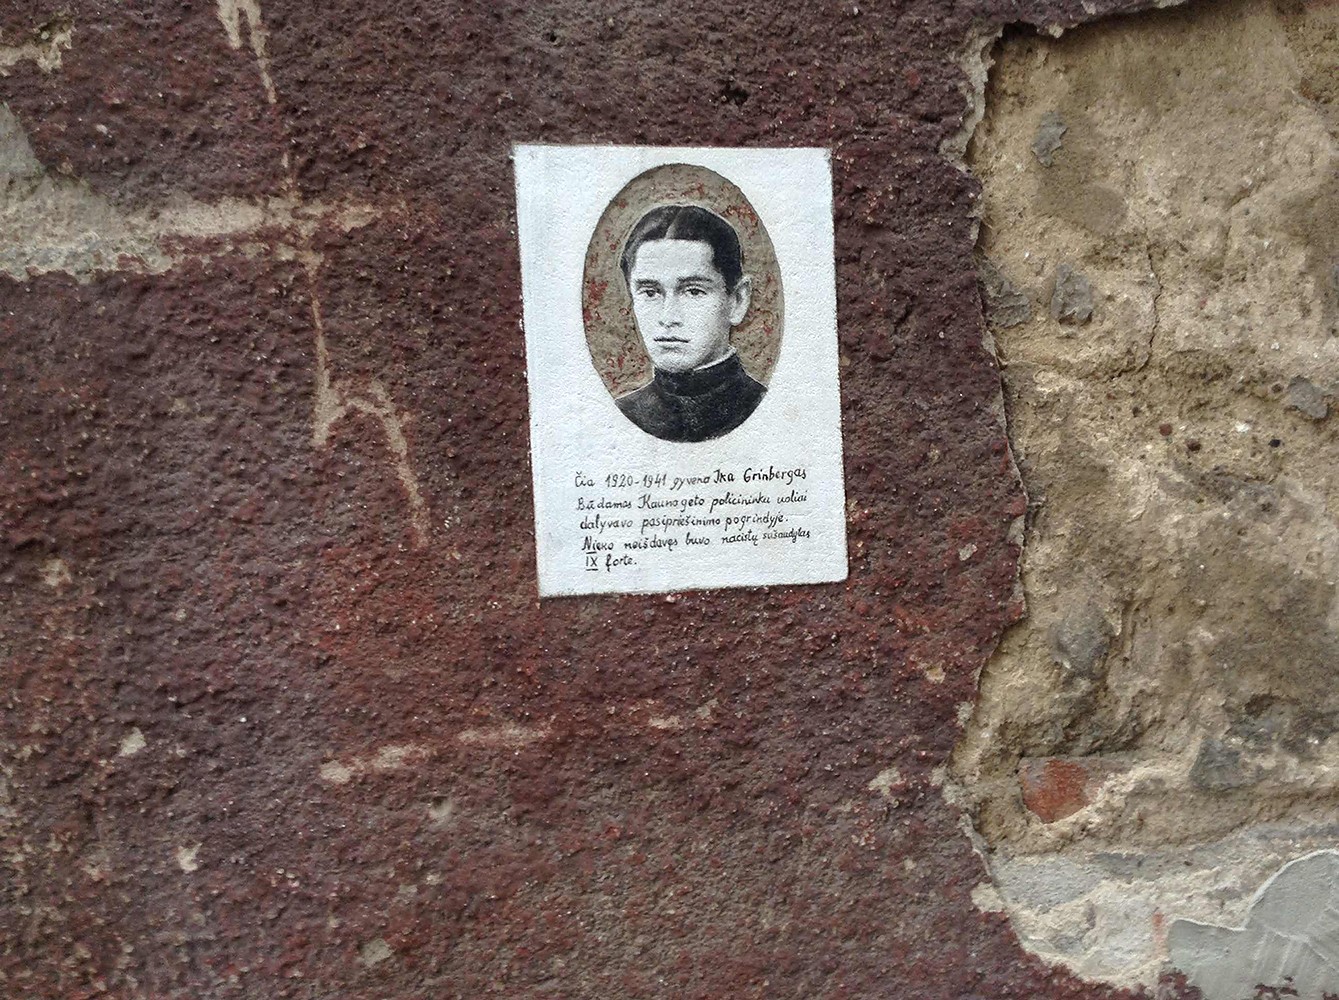 Čia 1920-1941 gyveno Ika Grinbergas
Būdamas Kauno geto policininku uoliai
dalyvavo pasipriešinimo pogrindyje.
Nieko neišdavęs buvo nacistų sušaudytas
IX forte.